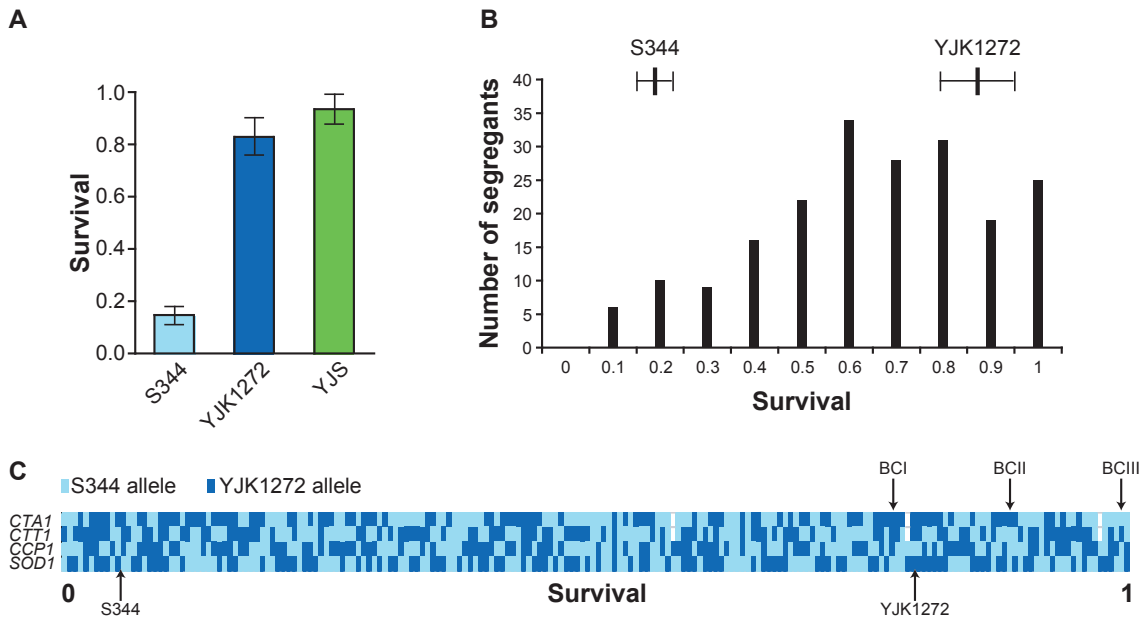 A
Survival
1.0
0.8
0.6
0.4
0.2
0.0
S344
YJK1272
YJS
B
S344
YJK1272
Number of segregants
40
35
30
25
20
15
10
5
0
0 0.1 0.2 0.3 0.4 0.5 0.6 0.7 0.8 0.9 1
Survival
C
S344 allele
YJK1272 allele
BCI
BCII
BCIII
CTA1
CTT1
CCP1
SOD1
0 Survival 1
S344
YJK1272